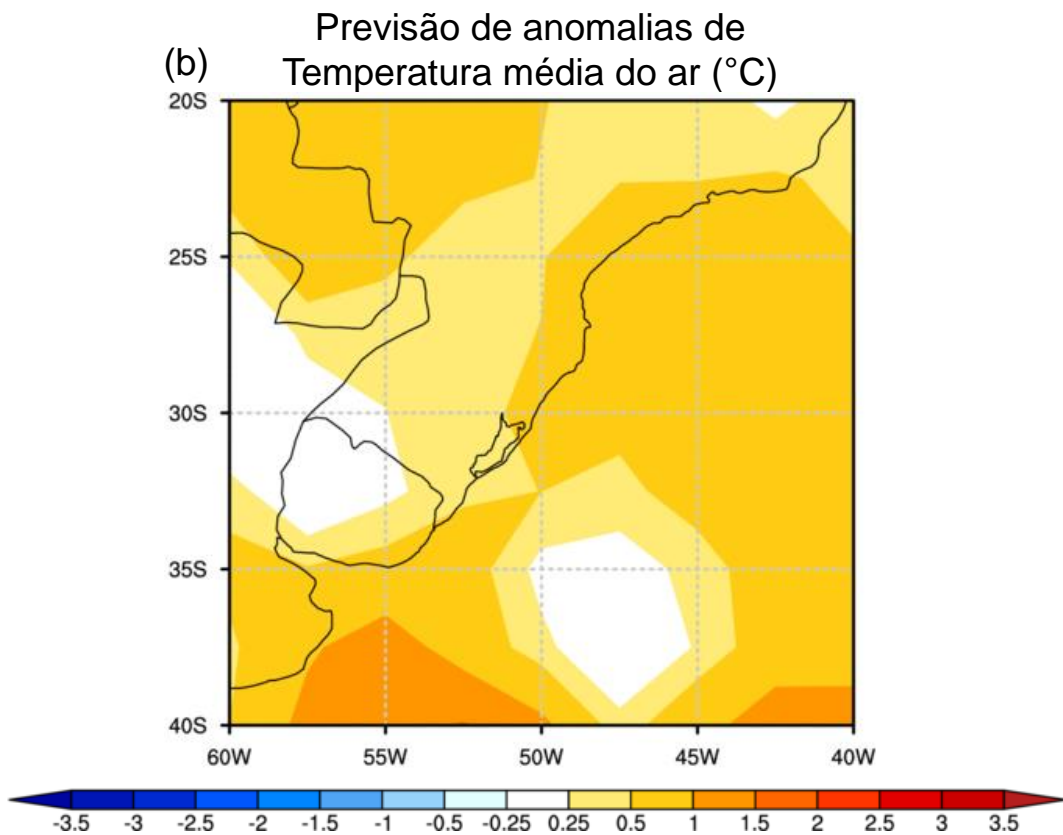 Previsão de anomalias de
(b) Temperatura média do ar (°C)
20S
25S
30S
35S
40S
60W 55W 50W 45W 40W
-3.5 -3 -2.5 -2 -1.5 -1 -0.5 -0.25 0.25 0.5 1 1.5 2 2.5 3 3.5